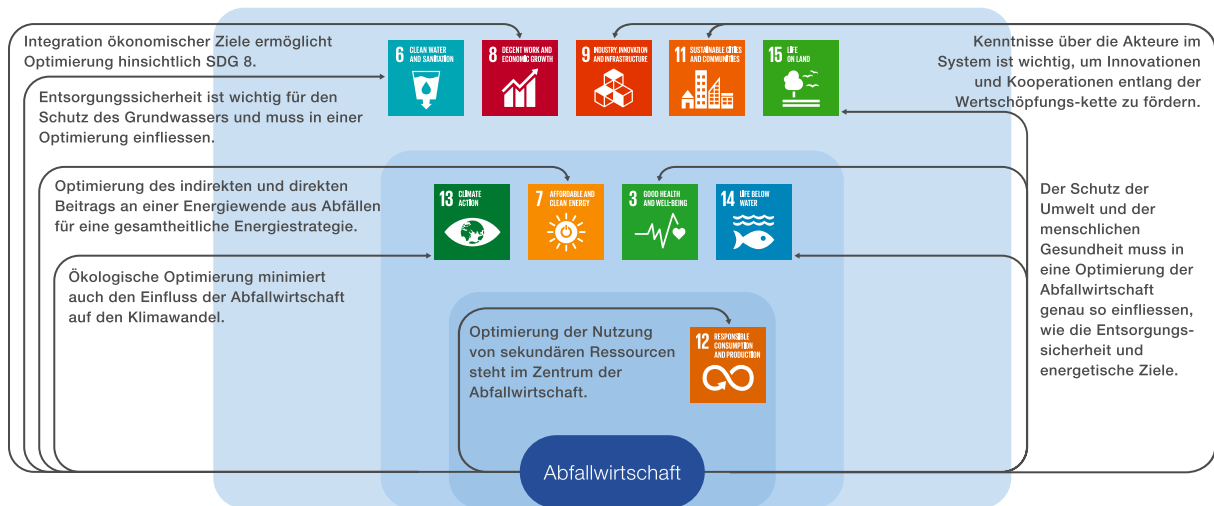 Integration ökonomischer Ziele ermöglicht
Optimierung hinsichtlich SDG 8.
Entsorgungssicherheit ist wichtig für den
Schutz des Grundwassers und muss in einer
Optimierung einfliessen.
6 CLEAN WATER
AND SANITATION
8 DECENT WORK AND
ECONOMIC GROWTH
9 INDUSTRY, INNOVATION
AND INFRASTRUCTURE
11 SUSTAINABLE CITIES
AND COMMUNITIES
15 LIFE
ON LAND
Kenntnisse über die Akteure im
System ist wichtig, um Innovationen
und Kooperationen entlang der
Wertschöpfungs-kette zu fördern.
Optimierung des indirekten und direkten
Beitrags an einer Energiewende aus Abfällen
für eine gesamtheitliche Energiestrategie.
13 CLIMATE
ACTION
7 AFFORDABLE AND
CLEAN ENERGY
3 GOOD HEALTH
AND WELL-BEING
14 LIFE BELOW
WATER
Der Schutz der
Umwelt und der
menschlichen
Gesundheit muss in
eine Optimierung der
Abfallwirtschaft
genau so einfliessen,
wie die Entsorgungs-
sicherheit und
energetische Ziele.
Ökologische Optimierung minimiert
auch den Einfluss der Abfallwirtschaft
auf den Klimawandel.
Optimierung der Nutzung
von sekundären Ressourcen
steht im Zentrum der
Abfallwirtschaft.
12 RESPONSIBLE
CONSUMPTION
AND PRODUCTION
Abfallwirtschaft